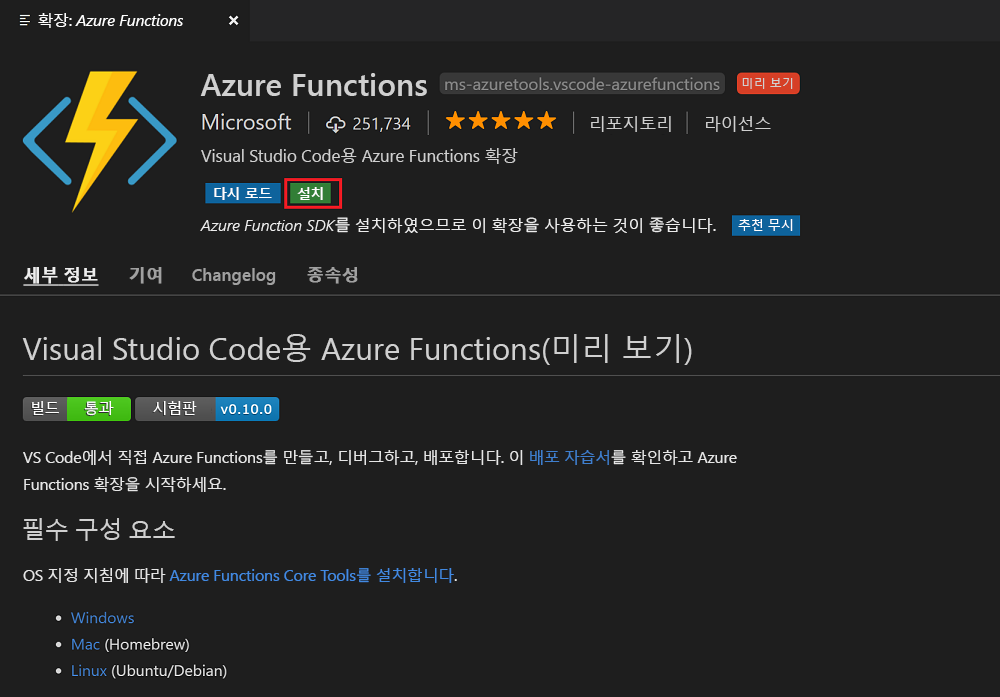 확장: Azure Functions
Azure Functions ms-azuretools.vscode-azurefunctions 미리 보기
Microsoft 251,734 리포지토리 라이선스
Visual Studio Code용 Azure Functions 확장
다시 로드 설치
Azure Function SDK를 설치하였으므로 이 확장을 사용하는 것이 좋습니다. 추천 무시
세부 정보 기여 Changelog 종속성
Visual Studio Code용 Azure Functions(미리 보기)
빌드 통과 시험판 v0.10.0
VS Code에서 직접 Azure Functions를 만들고, 디버그하고, 배포합니다. 이 배포 자습서를 확인하고 Azure
Functions 확장을 시작하세요.
필수 구성 요소
OS 지정 지침에 따라 Azure Functions Core Tools를 설치합니다.
• Windows
• Mac (Homebrew)
• Linux (Ubuntu/Debian)